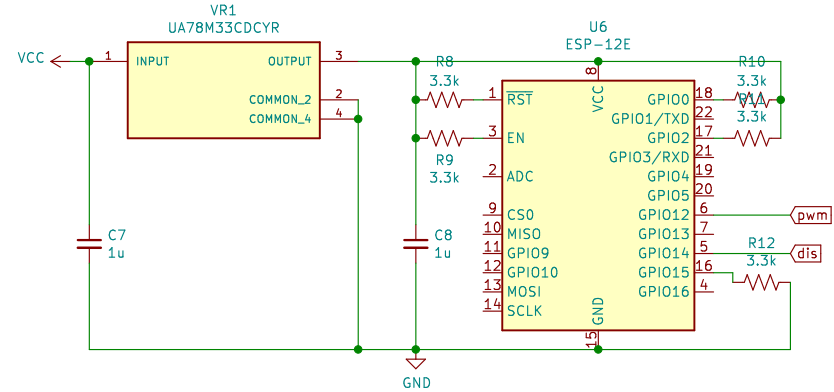 VR1
UA78M33CDCYR
VCC
1
INPUT
OUTPUT
3
COMMON_2
2
COMMON_4
4
C7
1u
R8
3.3k
R9
3.3k
C8
1u
GND
U6
ESP-12E
8
VCC
1
RST
3
EN
2
ADC
9
CS0
10
MISO
11
GPIO9
12
GPIO10
13
MOSI
14
SCLK
GPIO0
18
GPIO1/TXD
22
GPIO2
17
GPIO3/RXD
21
GPIO4
19
GPIO5
20
GPIO12
6
GPIO13
7
GPIO14
5
GPIO15
16
GPIO16
4
GND
15
R10
3.3k
R11
3.3k
pwm
dis
R12
3.3k